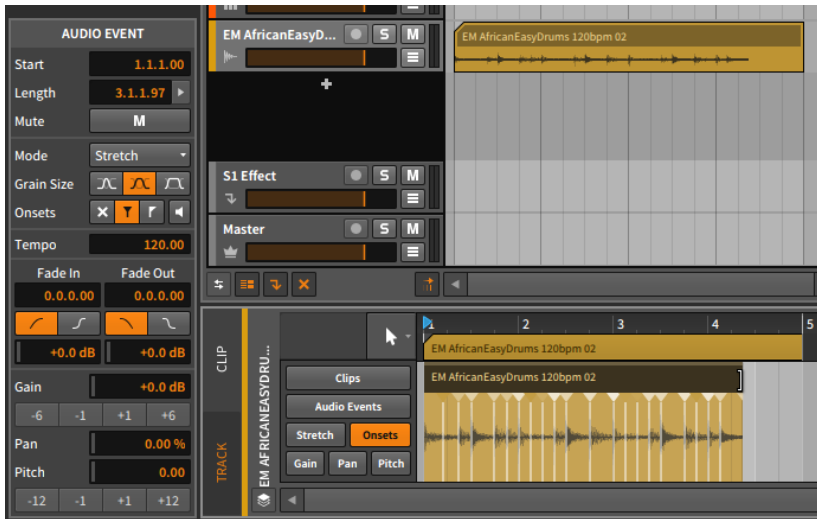 AUDIO EVENT
Start 1.1.1.00
Length 3.1.1.97
Mute M
Mode Stretch
Grain Size
Onsets
Tempo 120.00
Fade In Fade Out
0.0.0.00 0.0.0.00
+0.0 dB +0.0 dB
Gain +0.0 dB
-6 -1 +1 +6
Pan 0.00 %
Pitch 0.00
-12 -1 +1 +12
EM AfricanEasyD... S M
EM AfricanEasyDrums 120bpm 02
S1 Effect S M
Master S M
CLIP
TRACK
EM AFRICANEASYDRU...
1 2 3 4 5
EM AfricanEasyDrums 120bpm 02
EM AfricanEasyDrums 120bpm 02
Clips
Audio Events
Stretch Onsets
Gain Pan Pitch